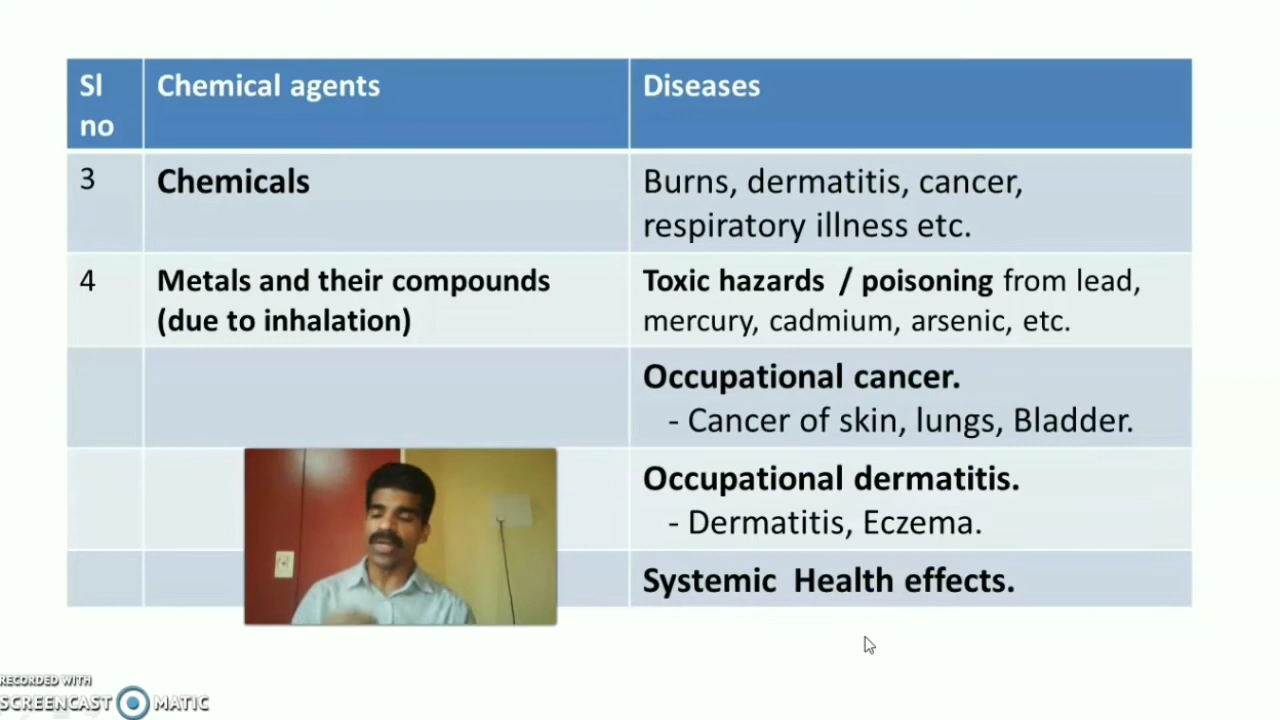 Sl
no
Chemical agents
Diseases
3
Chemicals
Burns, dermatitis, cancer,
respiratory illness etc.
4
Metals and their compounds
(due to inhalation)
Toxic hazards / poisoning from lead,
mercury, cadmium, arsenic, etc.
Occupational cancer.
- Cancer of skin, lungs, Bladder.
Occupational dermatitis.
- Dermatitis, Eczema.
Systemic Health effects.
RECORDED WITH
SCREENCAST MATIC